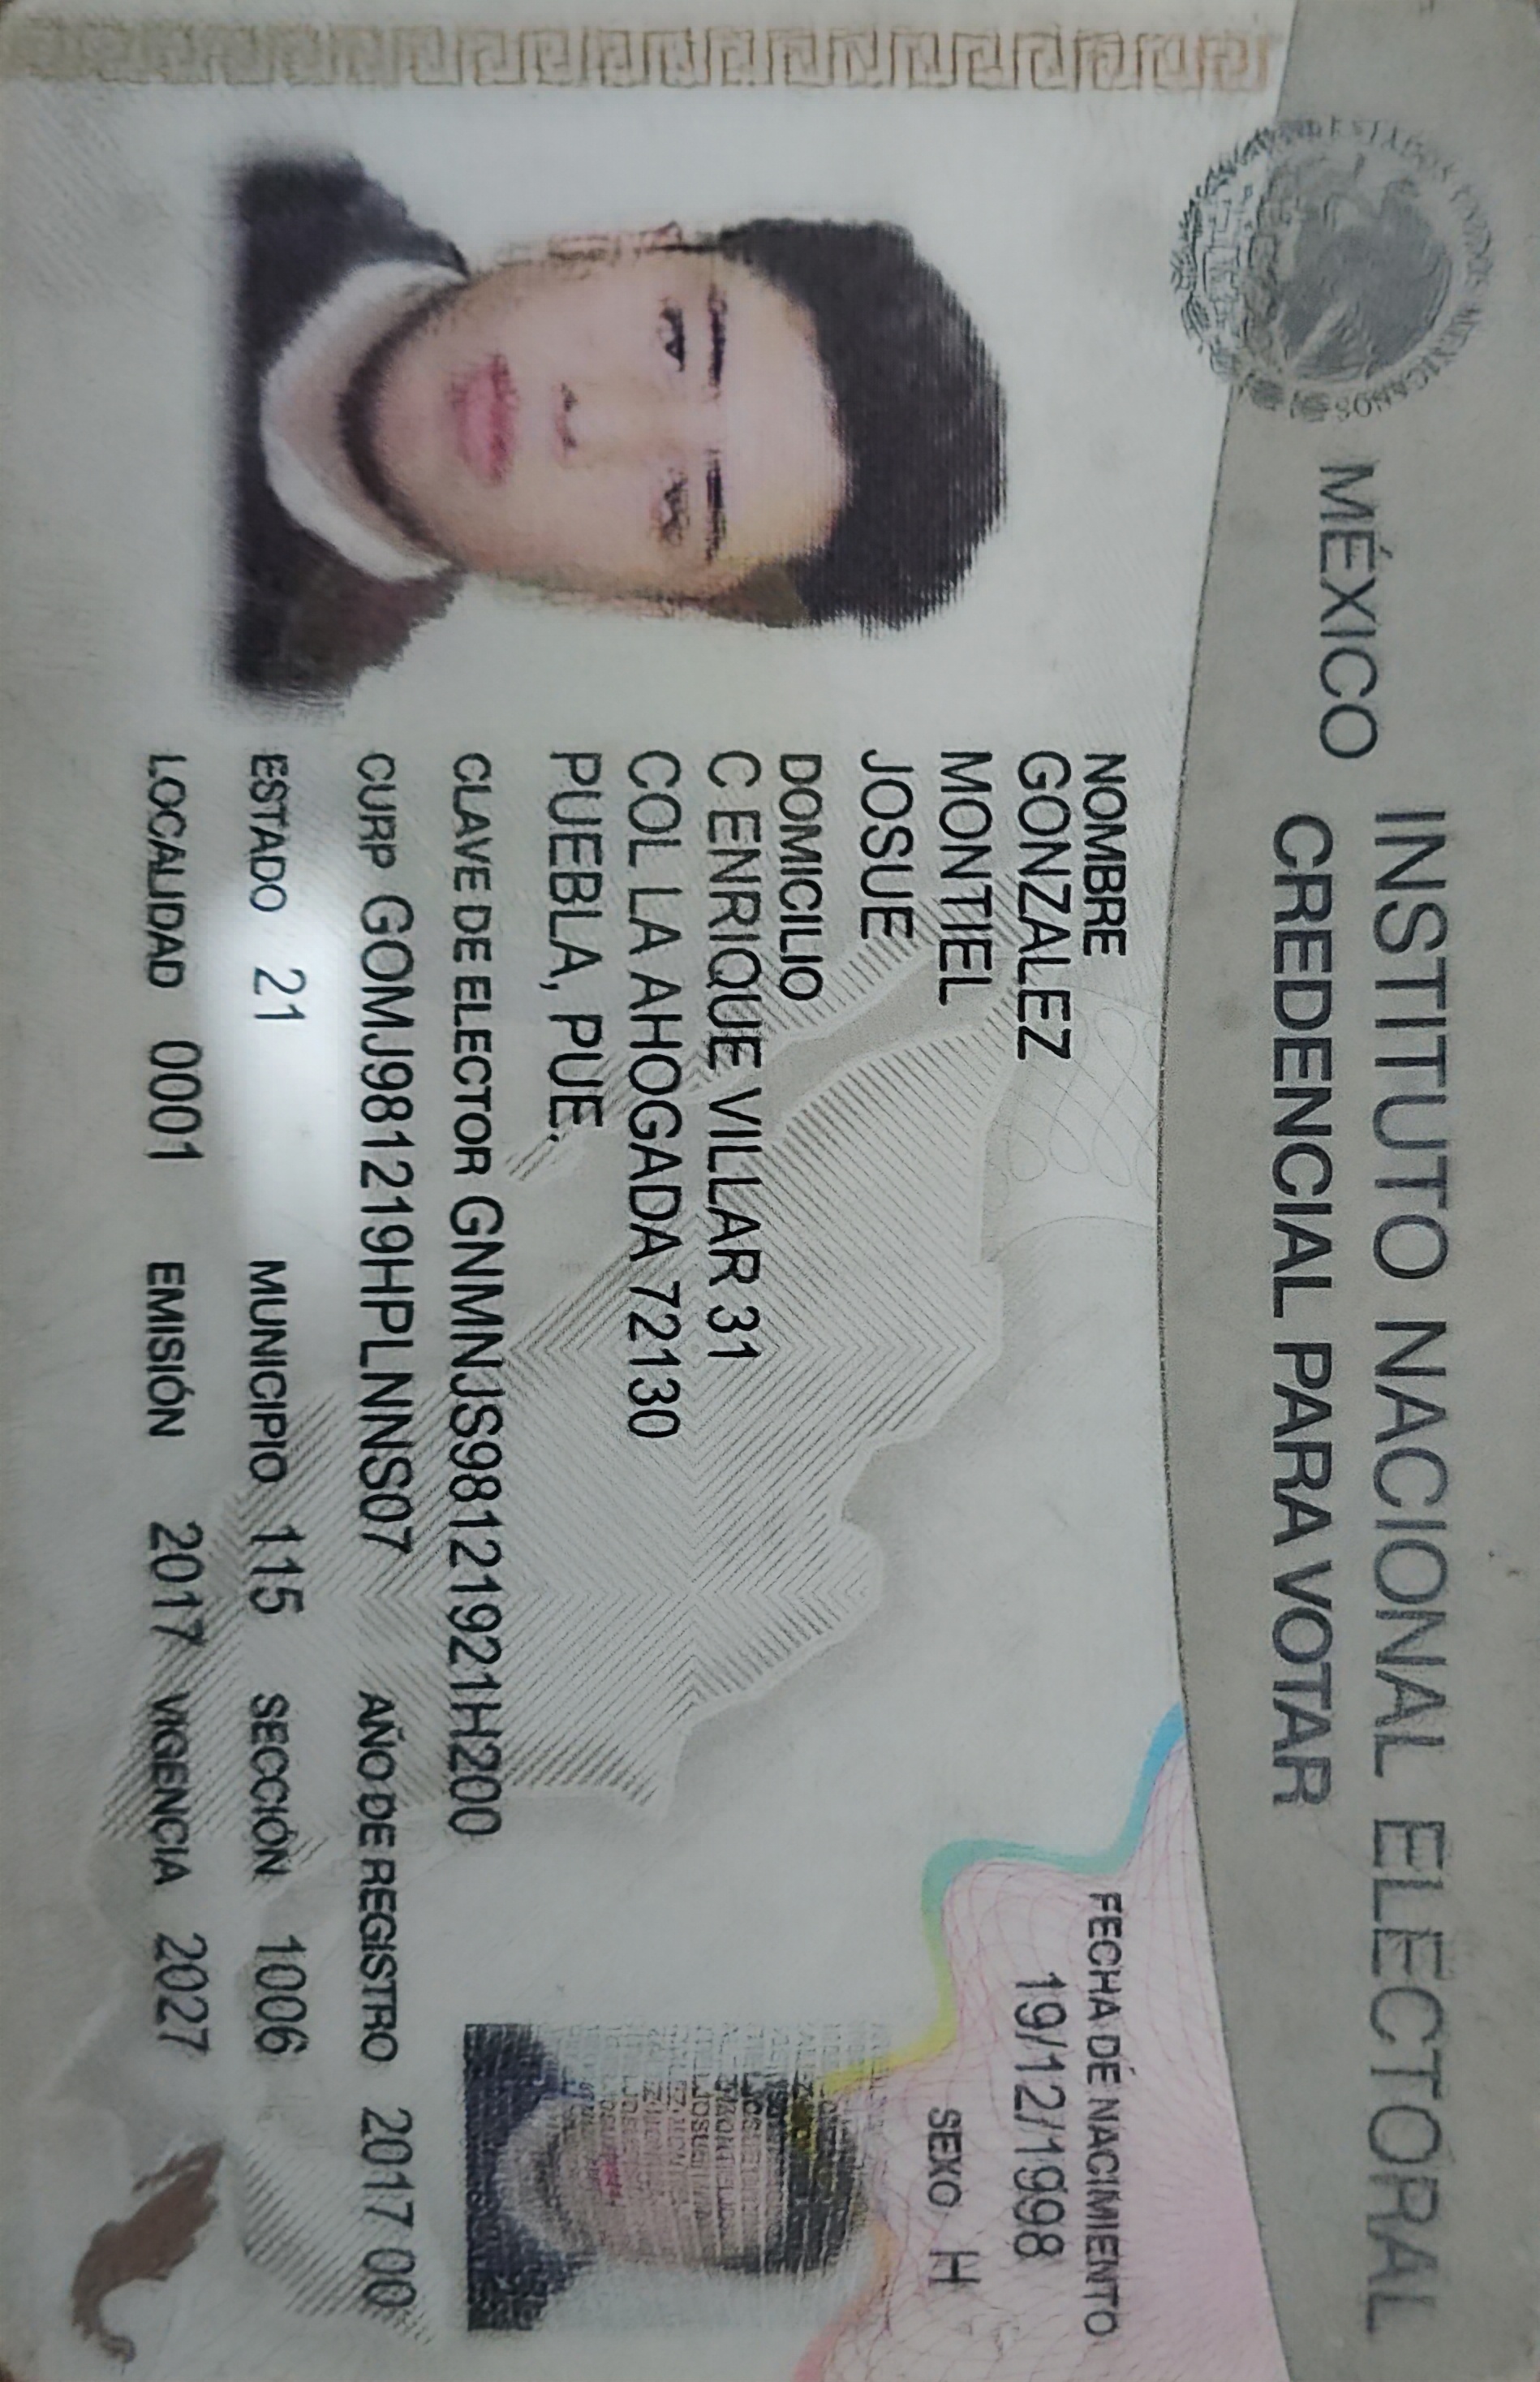 ESTADOS UNIDOS MEXICANOS
MÉXICO
INSTITUTO NACIONAL ELECTORAL
CREDENCIAL PARA VOTAR
NOMBRE
GONZALEZ
MONTIEL
JOSUE
DOMICILIO
C ENRIQUE VILLAR 31
COL LA AHOGADA 72130
PUEBLA, PUE.
FECHA DE NACIMIENTO
19/12/1998
SEXO H
CLAVE DE ELECTOR GNMNJS98121921H200
CURP GOMJ981219HPLNNS07 AÑO DE REGISTRO 2017 00
ESTADO 21 MUNICIPIO 115 SECCIÓN 1006
LOCALIDAD 0001 EMISIÓN 2017 VIGENCIA 2027